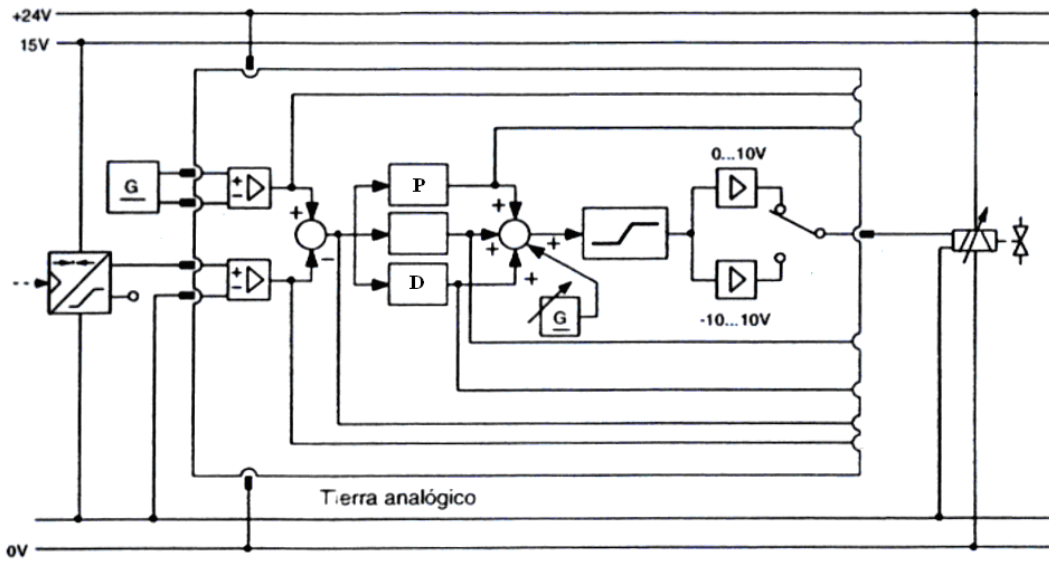 +24V
15V
0...10V
G
+
−
P
+
+
−
+
+
+
+
−
D
G
-10...10V
Tierra analógico
0V